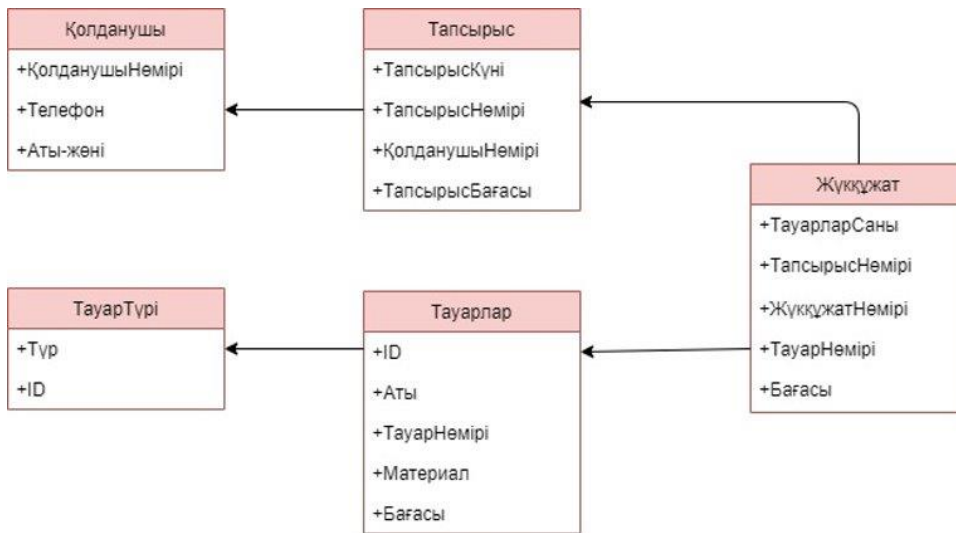 Қолданушы
+ҚолданушыНөмірі
+Телефон
+Аты-жөні
Тапсырыс
+ТапсырысКүні
+ТапсырысНөмірі
+ҚолданушыНөмірі
+ТапсырысБағасы
Жүкқұжат
+ТауарларСаны
+ТапсырысНөмірі
+ЖүкқұжатНөмірі
+ТауарНөмірі
+Бағасы
ТауарТүрі
+Түр
+ID
Тауарлар
+ID
+Аты
+ТауарНөмірі
+Материал
+Бағасы